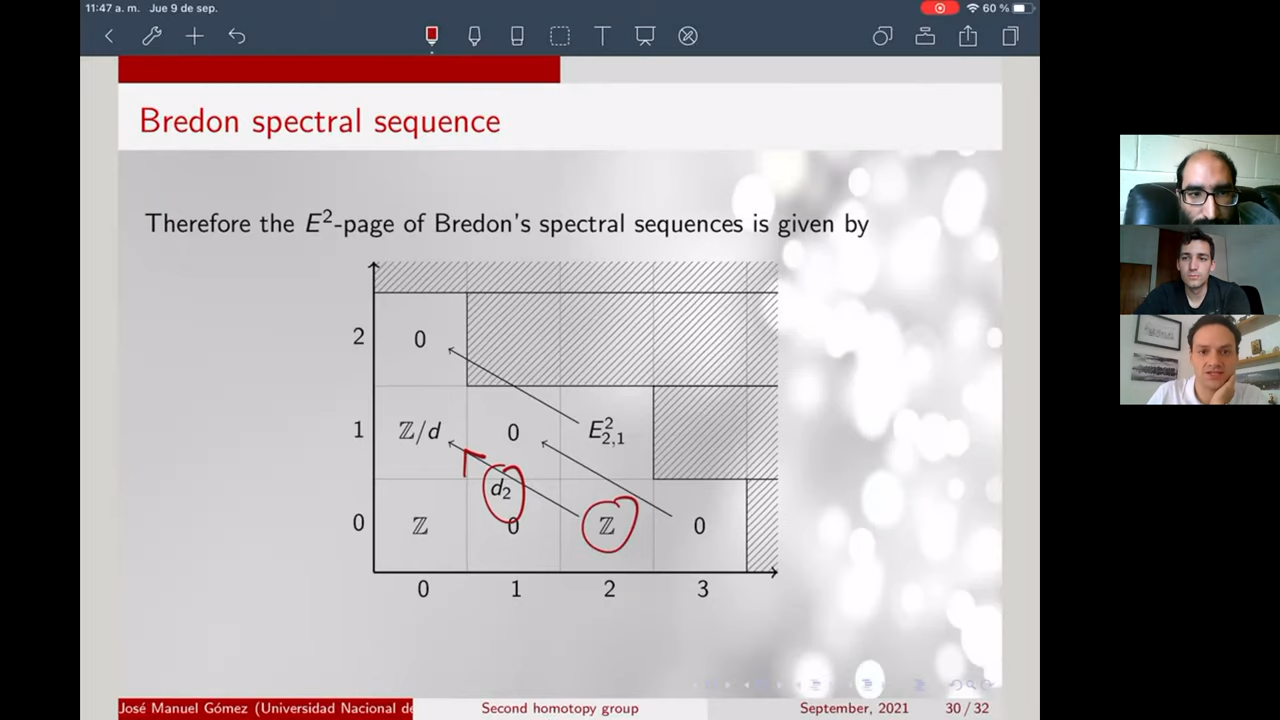 11:47 a. m. Jue 9 de sep.
60 %
Bredon spectral sequence
Therefore the E²-page of Bredon's spectral sequences is given by
2 0
1 ℤ/d 0 E²₂,₁
d₂
0 ℤ 0 ℤ 0
0 1 2 3
José Manuel Gómez (Universidad Nacional de
Second homotopy group
September, 2021 30 / 32